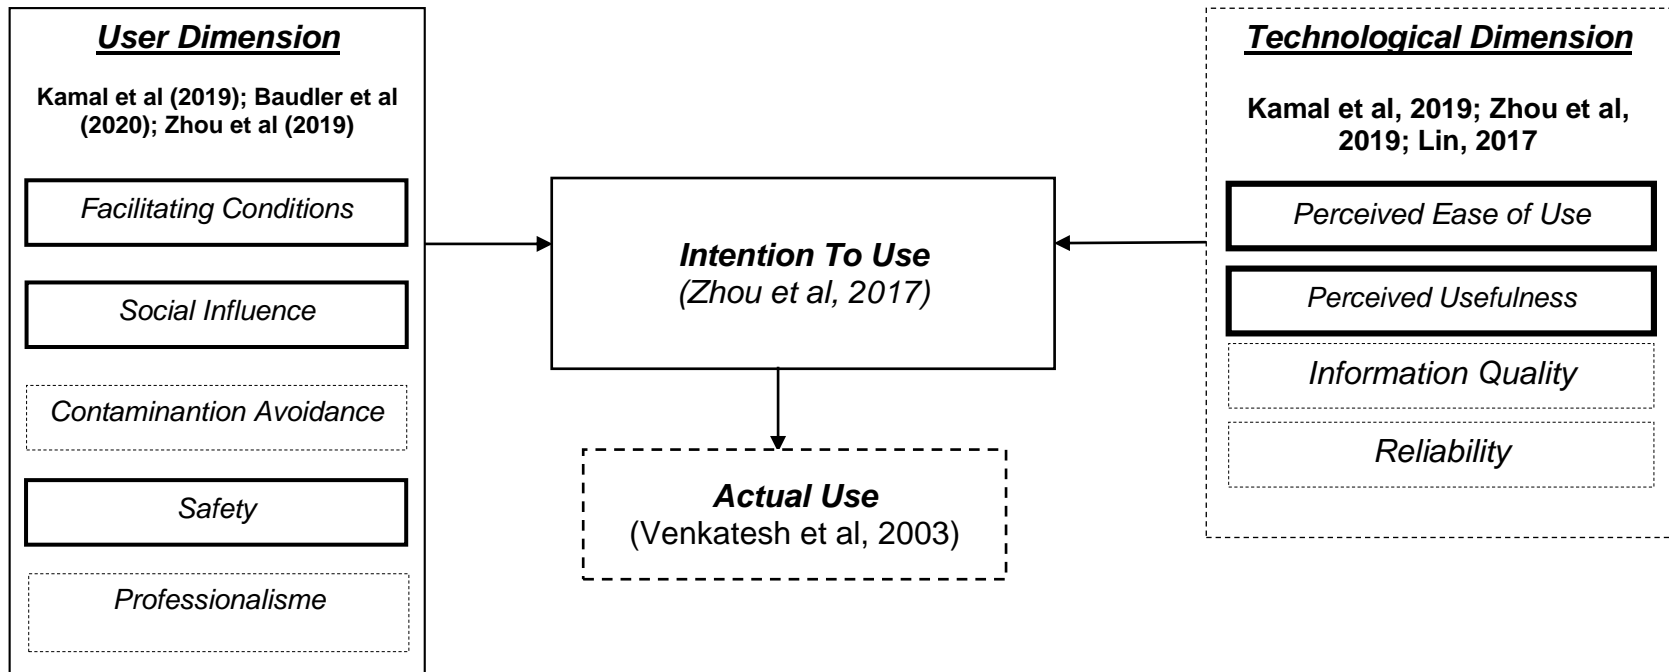 User Dimension
Kamal et al (2019); Baudler et al
(2020); Zhou et al (2019)
Facilitating Conditions
Social Influence
Contaminantion Avoidance
Safety
Professionalisme
Intention To Use
(Zhou et al, 2017)
Actual Use
(Venkatesh et al, 2003)
Technological Dimension
Kamal et al, 2019; Zhou et al,
2019; Lin, 2017
Perceived Ease of Use
Perceived Usefulness
Information Quality
Reliability